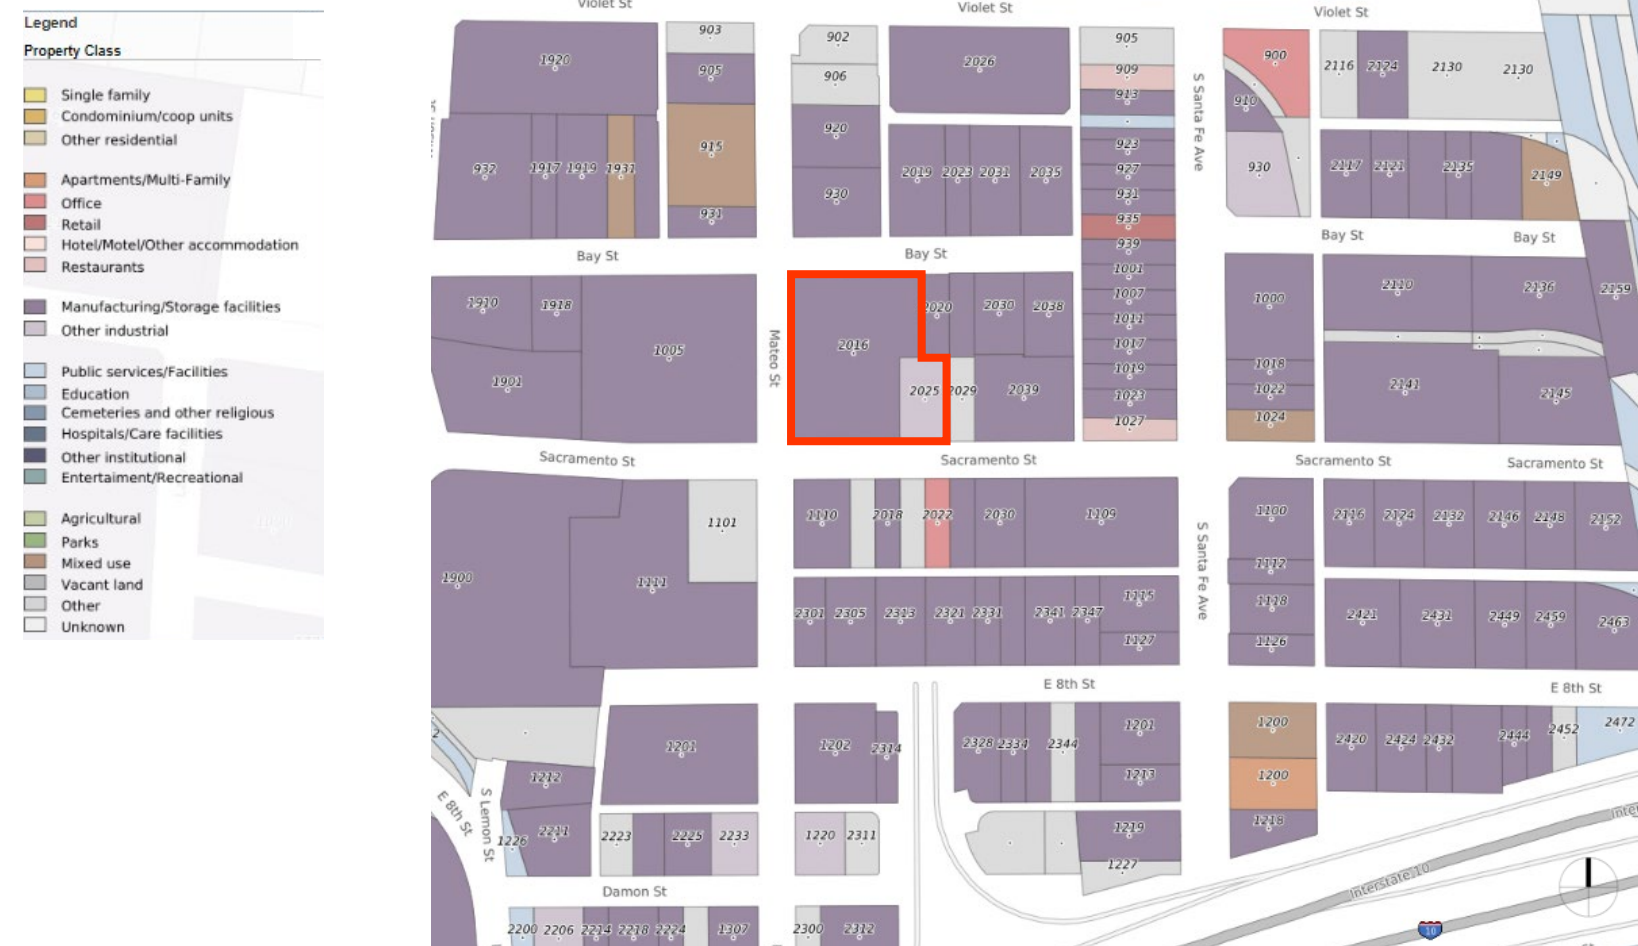 Legend
Property Class
Single family
Condominium/coop units
Other residential
Apartments/Multi-Family
Office
Retail
Hotel/Motel/Other accommodation
Restaurants
Manufacturing/Storage facilities
Other industrial
Public services/Facilities
Education
Cemeteries and other religious
Hospitals/Care facilities
Other institutional
Entertaiment/Recreational
Agricultural
Parks
Mixed use
Vacant land
Other
Unknown
Violet St
Violet St
Violet St
1920
903
905
915
931
932
1917
1919
1931
902
906
920
930
2026
2019
2023
2031
2035
905
909
913
923
927
931
935
939
1001
1007
1011
1017
1019
1023
1027
S Santa Fe Ave
900
910
930
2116
2124
2130
2130
2117
2121
2135
2149
Bay St
Bay St
Bay St
Bay St
1910
1918
1901
1005
Mateo St
2016
2020
2030
2038
2025
2029
2039
1000
1018
1022
1024
2110
2136
2159
2141
2145
Sacramento St
Sacramento St
Sacramento St
Sacramento St
1900
1111
1101
1110
2018
2022
2030
1109
2301
2305
2313
2321
2331
2341
2347
1115
1127
S Santa Fe Ave
1100
1112
1118
1126
2116
2124
2132
2146
2148
2152
2421
2431
2449
2459
2463
E 8th St
E 8th St
2
1212
2211
1226
E 8th St
S Lemon St
1201
2223
2225
2233
1202
2314
1220
2311
2328
2334
2344
1201
1213
1219
1227
1200
1200
1218
2420
2424
2432
2444
2452
2472
Damon St
2200
2206
2214
2218
2224
1307
2300
2312
Interstate 10
Inte
10